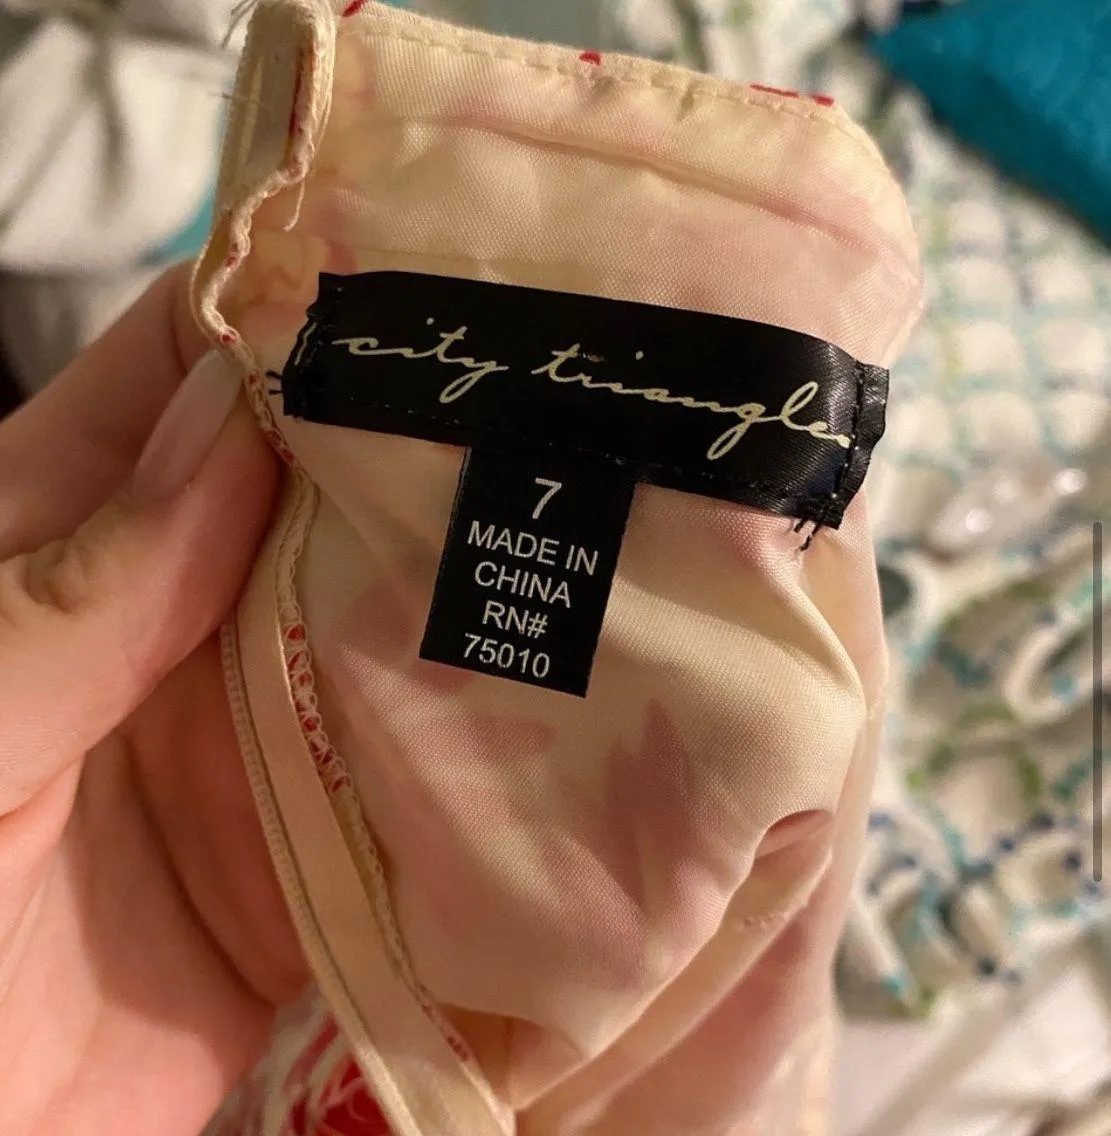 city triangles
7
MADE IN
CHINA
RN#
75010